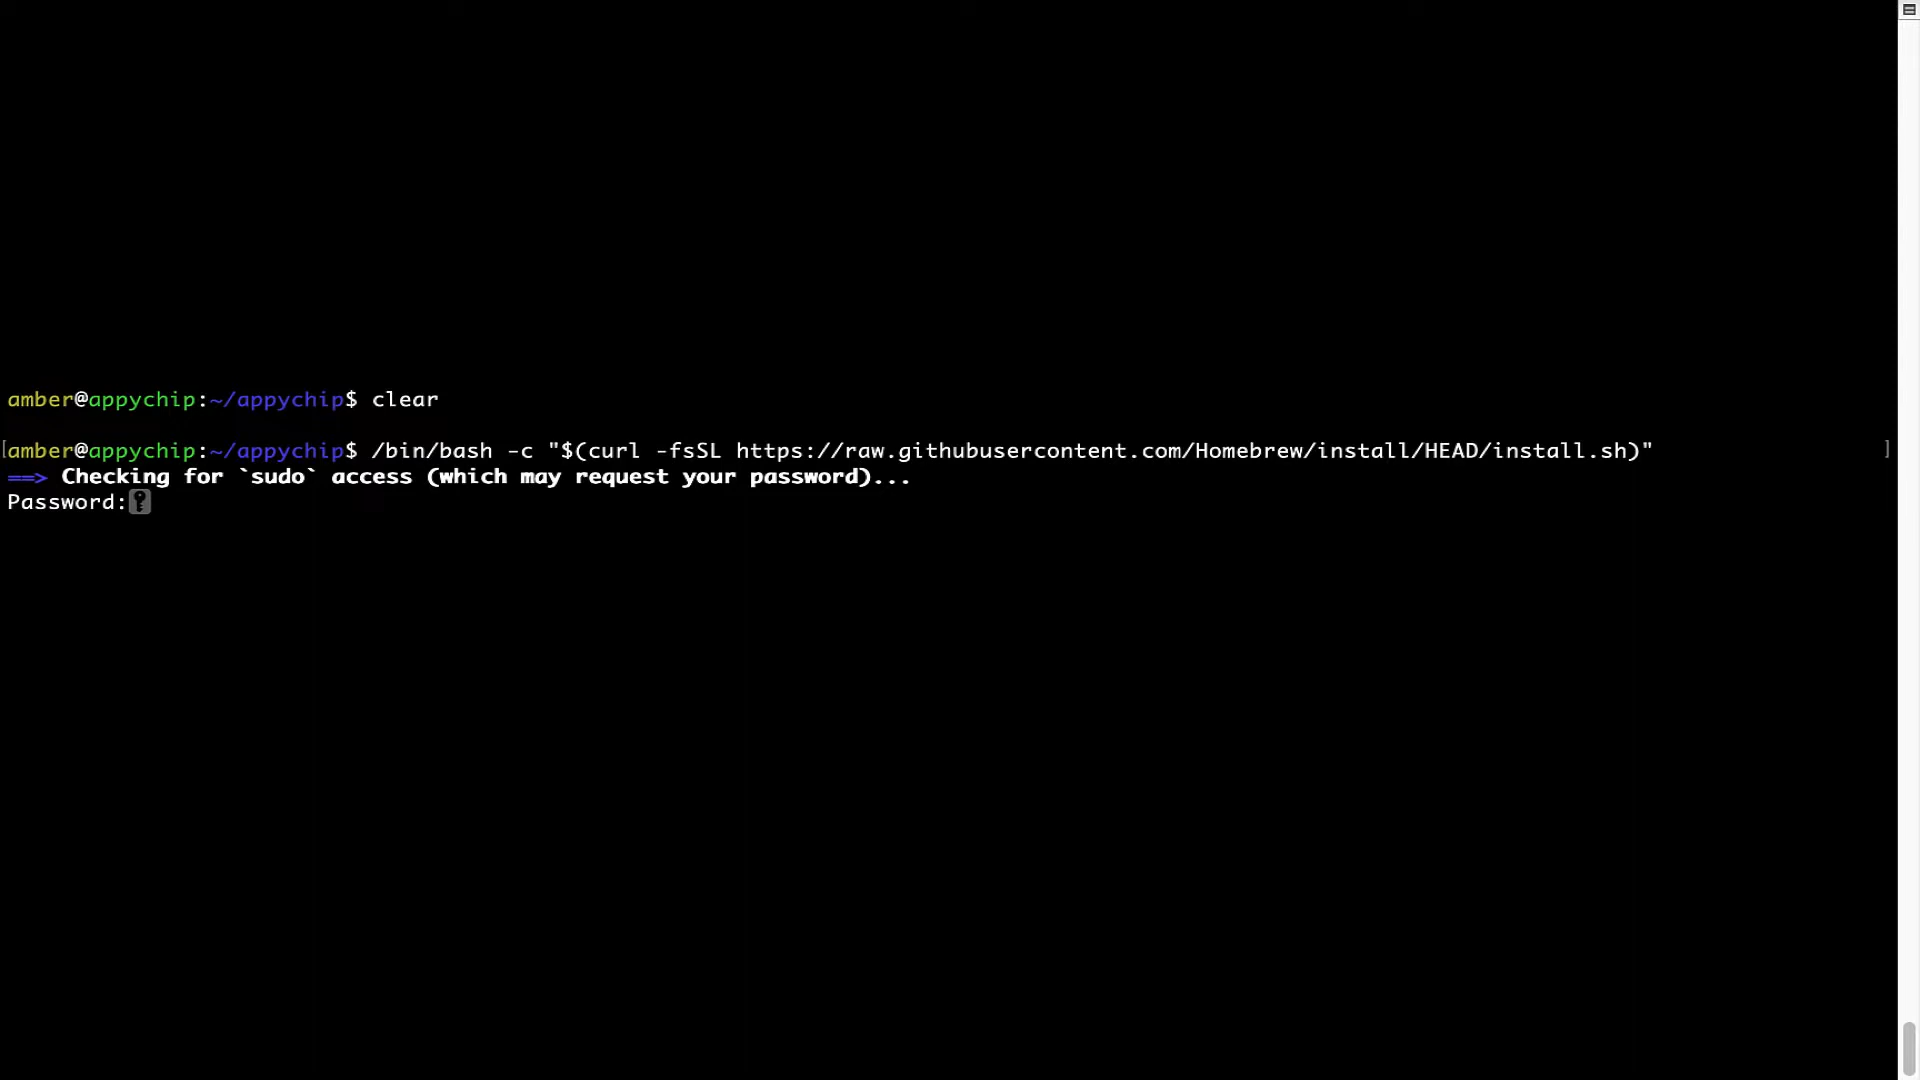 amber@appychip:~/appychip$ clear
[amber@appychip:~/appychip$ /bin/bash -c "$(curl -fsSL https://raw.githubusercontent.com/Homebrew/install/HEAD/install.sh)" ]
==> Checking for `sudo` access (which may request your password)...
Password: